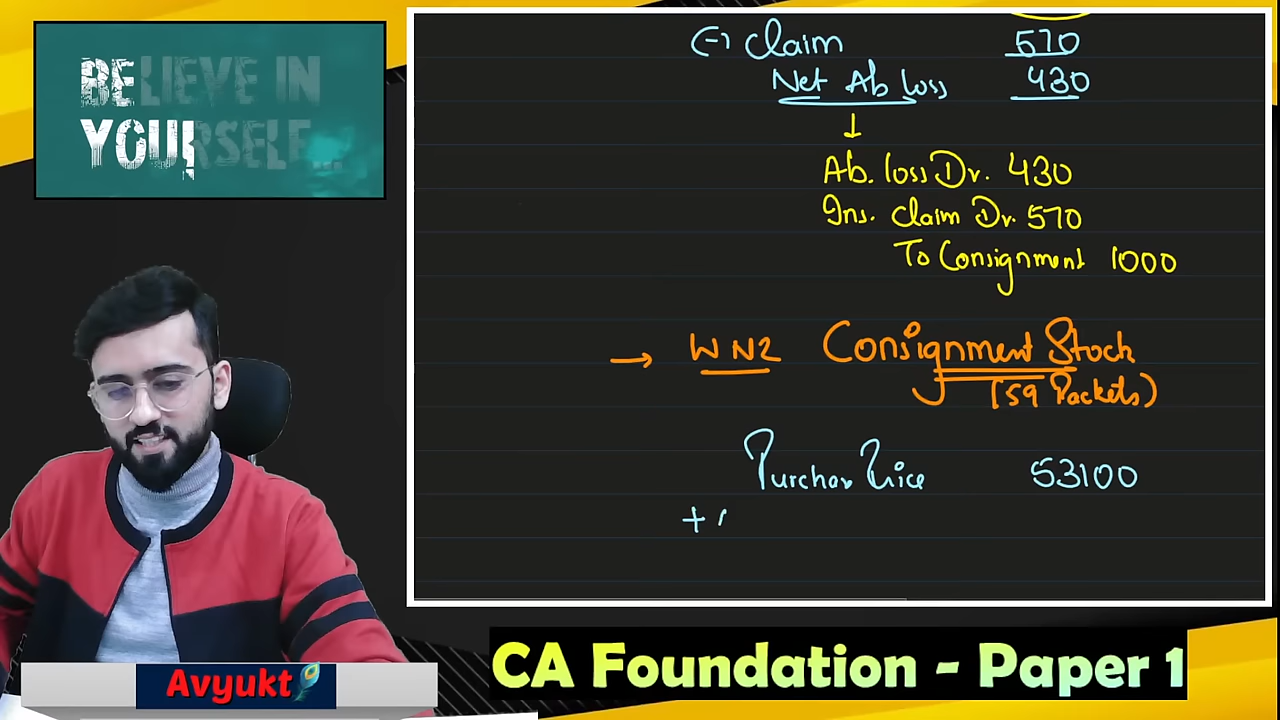 BELIEVE IN
YOURSELF...
(-) Claim 570
Net Ab loss 430
↓
Ab. loss Dr. 430
Ins. Claim Dr. 570
To Consignment 1000
→ WN2 Consignment Stock
(59 Packets)
Purchase Price 53100
+
Avyukt
CA Foundation - Paper 1